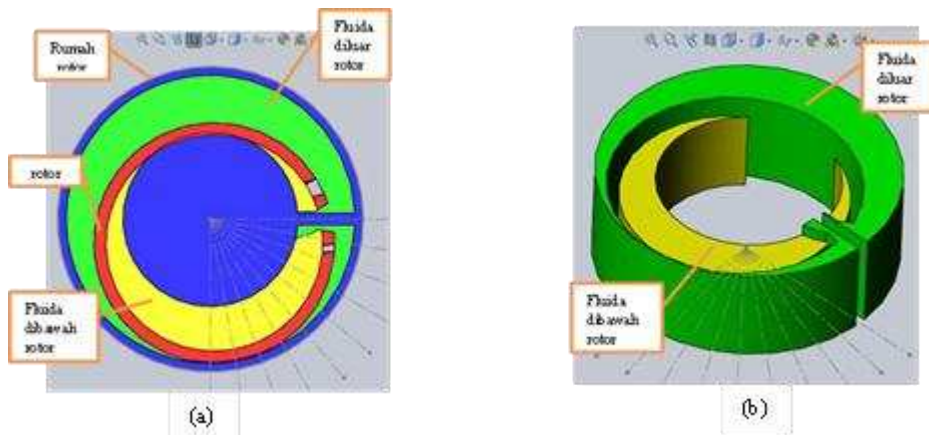 Rumah
rotor
Fluida
diluar
rotor
rotor
Fluida
dibawah
rotor
(a)
Fluida
diluar
rotor
Fluida
dibawah
rotor
(b)